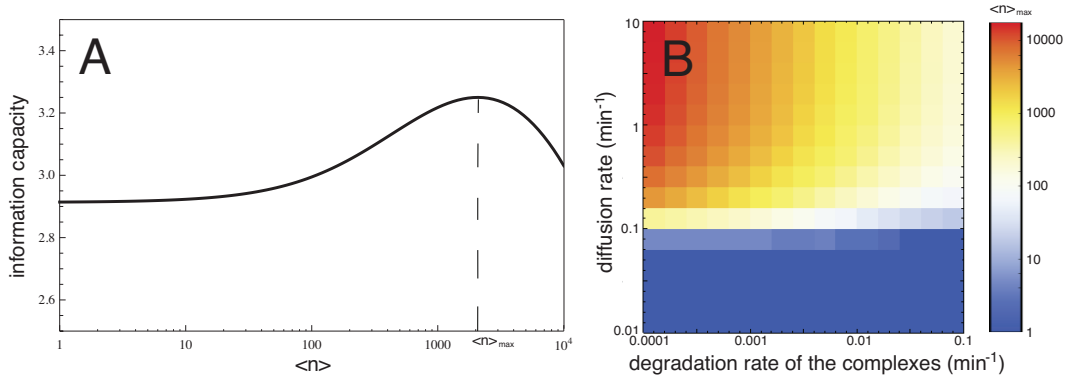 A
3.4
3.2
3.0
2.8
2.6
information capacity
1
10
100
1000
<n>max
10⁴
<n>
B
10
1
0.1
0.01
diffusion rate (min⁻¹)
0.0001
0.001
0.01
0.1
degradation rate of the complexes (min⁻¹)
<n>max
10000
1000
100
10
1